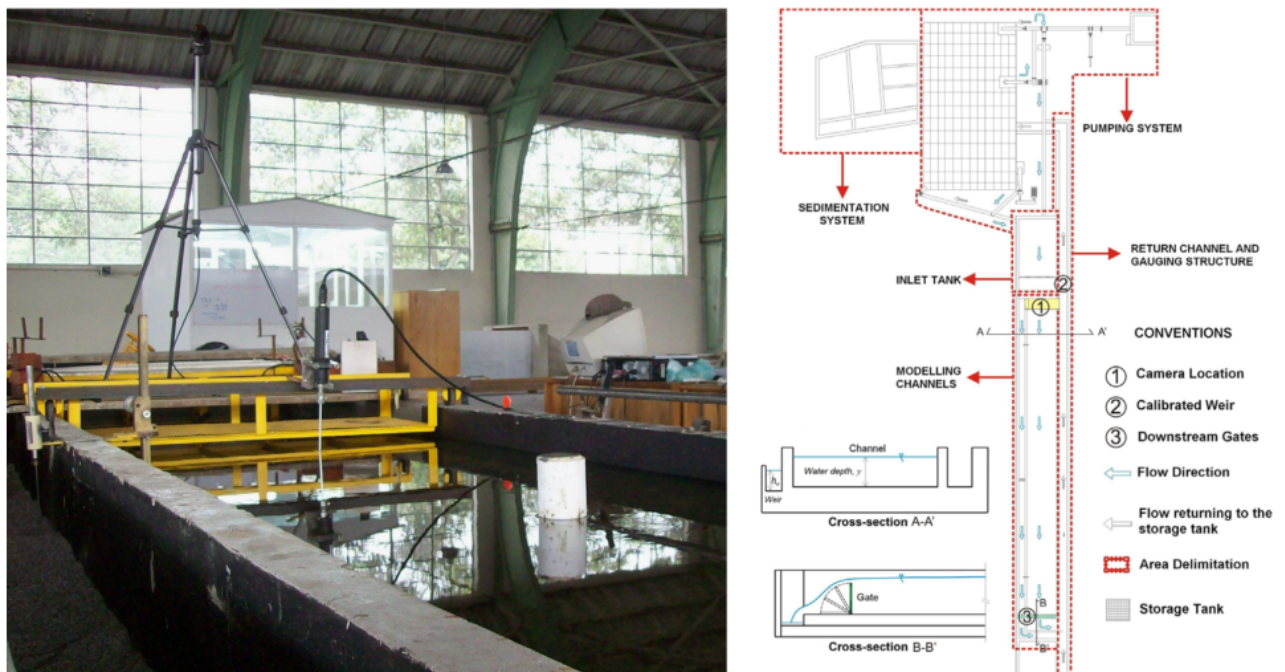 PUMPING SYSTEM
SEDIMENTATION
SYSTEM
RETURN CHANNEL AND
GAUGING STRUCTURE
INLET TANK
2
1
A
A'
CONVENTIONS
MODELLING
CHANNELS
1 Camera Location
2 Calibrated Weir
3 Downstream Gates
Flow Direction
Flow returning to the
storage tank
Area Delimitation
Storage Tank
Channel
Water depth, y
Weir
Cross-section A-A'
Gate
Cross-section B-B'
3
B
B'